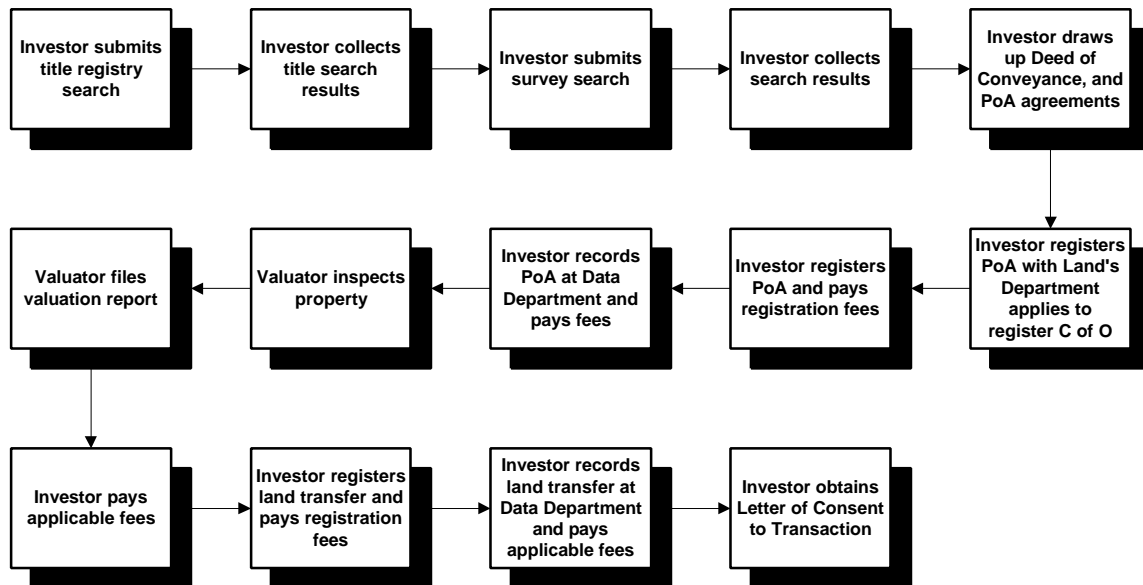 Investor submits
title registry
search
Investor collects
title search
results
Investor submits
survey search
Investor collects
search results
Investor draws
up Deed of
Conveyance, and
PoA agreements
Investor registers
PoA with Land's
Department
applies to
register C of O
Investor registers
PoA and pays
registration fees
Investor records
PoA at Data
Department and
pays fees
Valuator inspects
property
Valuator files
valuation report
Investor pays
applicable fees
Investor registers
land transfer and
pays registration
fees
Investor records
land transfer at
Data Department
and pays
applicable fees
Investor obtains
Letter of Consent
to Transaction